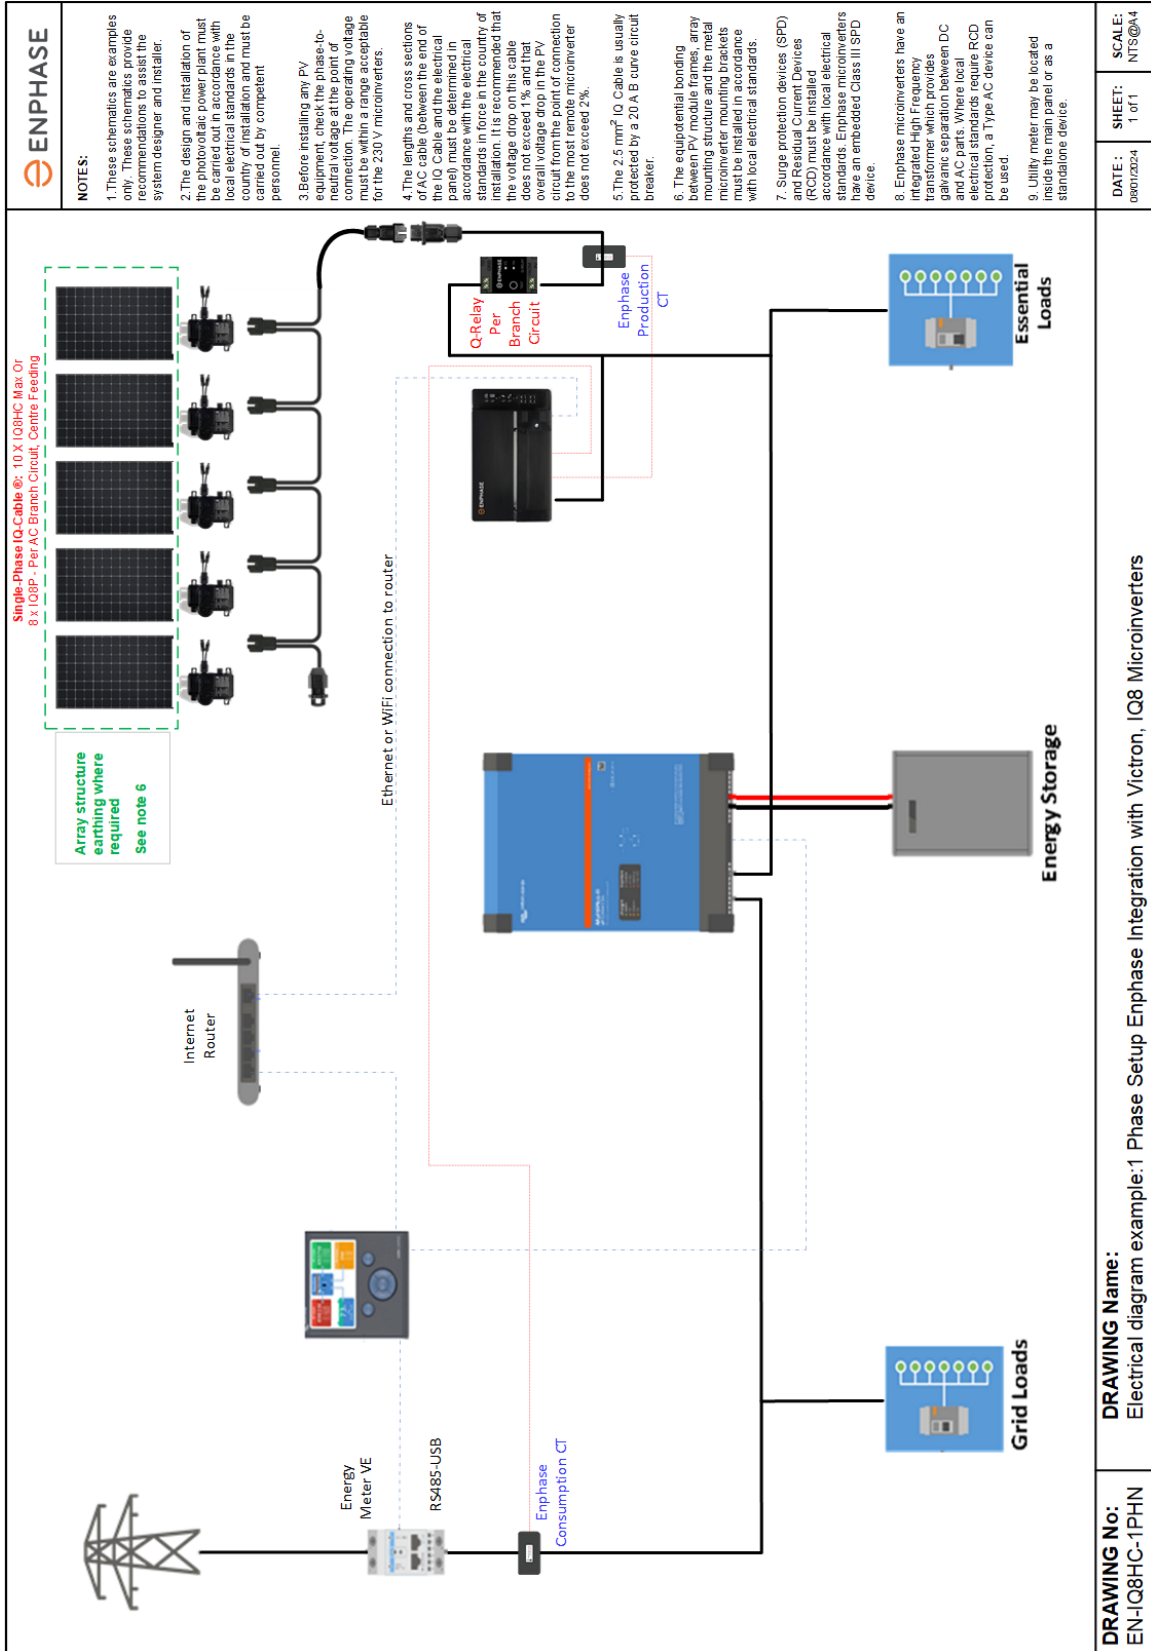 ENPHASE
NOTES:
1.These schematics are examples
only. These schematics provide
recommendations to assist the
system designer and installer.
2.The design and installation of
the photovoltaic power plant must
be carried out in accordance with
local electrical standards in the
country of installation and must be
carried out by competent
personnel.
3.Before installing any PV
equipment, check the phase-to-
neutral voltage at the point of
connection. The operating voltage
must be within a range acceptable
for the 230 V microinverters.
4.The lengths and cross sections
of AC cable (between the end of
the IQ Cable and the electrical
panel) must be determined in
accordance with the electrical
standards in force in the country of
installation. It is recommended that
the voltage drop on this cable
does not exceed 1% and that
overall voltage drop in the PV
circuit from the point of connection
to the most remote microinverter
does not exceed 2%.
5.The 2.5 mm² IQ Cable is usually
protected by a 20 A B curve circuit
breaker.
6. The equipotential bonding
between PV module frames, array
mounting structure and the metal
microinverter mounting brackets
must be installed in accordance
with local electrical standards.
7. Surge protection devices (SPD)
and Residual Current Devices
(RCD) must be installed
accordance with local electrical
standards. Enphase microinverters
have an embedded Class III SPD
device.
8. Enphase microinverters have an
integrated High Frequency
transformer which provides
galvanic separation between DC
and AC parts. Where local
electrical standards require RCD
protection, a Type AC device can
be used.
9. Utility meter may be located
inside the main panel or as a
standalone device.
Single-Phase IQ-Cable ®: 10 X IQ8HC Max Or
8 x IQ8P - Per AC Branch Circuit, Centre Feeding
Array structure
earthing where
required
See note 6
Q-Relay
Per
Branch
Circuit
ENPHASE
Enphase
Production
CT
ENPHASE
Ethernet or WiFi connection to router
Internet
Router
Energy
Meter VE
RS485-USB
Enphase
Consumption CT
Essential
Loads
Energy Storage
Grid Loads
DRAWING No:
EN-IQ8HC-1PHN
DRAWING Name:
Electrical diagram example:1 Phase Setup Enphase Integration with Victron, IQ8 Microinverters
DATE:
08/01/2024
SHEET:
1 of 1
SCALE:
NTS@A4